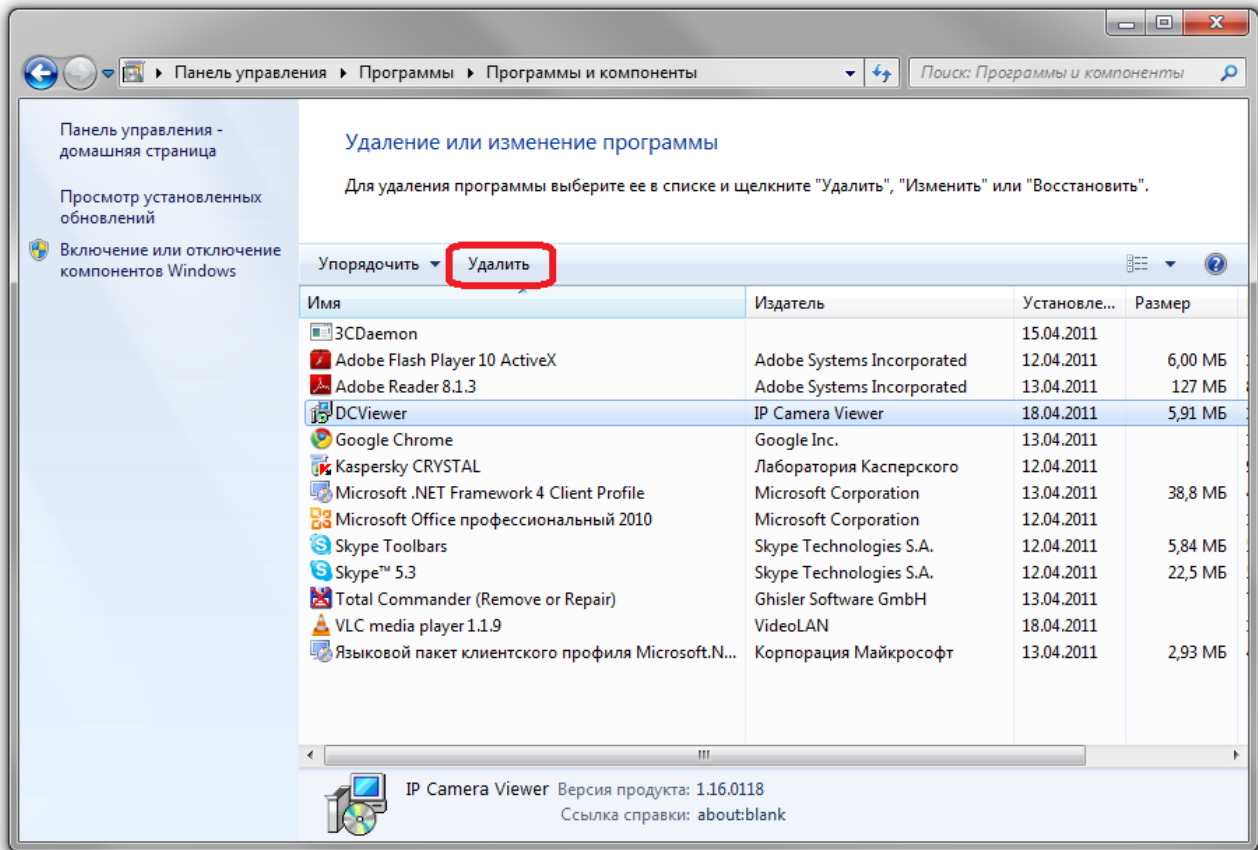 Панель управления Программы Программы и компоненты Поиск: Программы и компоненты
Панель управления -
домашняя страница
Просмотр установленных
обновлений
Включение или отключение
компонентов Windows
Удаление или изменение программы
Для удаления программы выберите ее в списке и щелкните "Удалить", "Изменить" или "Восстановить".
Упорядочить Удалить
Имя Издатель Установле... Размер
3CDaemon 15.04.2011
Adobe Flash Player 10 ActiveX Adobe Systems Incorporated 12.04.2011 6,00 МБ
Adobe Reader 8.1.3 Adobe Systems Incorporated 13.04.2011 127 МБ
DCViewer IP Camera Viewer 18.04.2011 5,91 МБ
Google Chrome Google Inc. 13.04.2011
Kaspersky CRYSTAL Лаборатория Касперского 12.04.2011
Microsoft .NET Framework 4 Client Profile Microsoft Corporation 13.04.2011 38,8 МБ
Microsoft Office профессиональный 2010 Microsoft Corporation 12.04.2011
Skype Toolbars Skype Technologies S.A. 12.04.2011 5,84 МБ
Skype™ 5.3 Skype Technologies S.A. 12.04.2011 22,5 МБ
Total Commander (Remove or Repair) Ghisler Software GmbH 13.04.2011
VLC media player 1.1.9 VideoLAN 18.04.2011
Языковой пакет клиентского профиля Microsoft.N... Корпорация Майкрософт 13.04.2011 2,93 МБ
IP Camera Viewer Версия продукта: 1.16.0118
Ссылка справки: about:blank